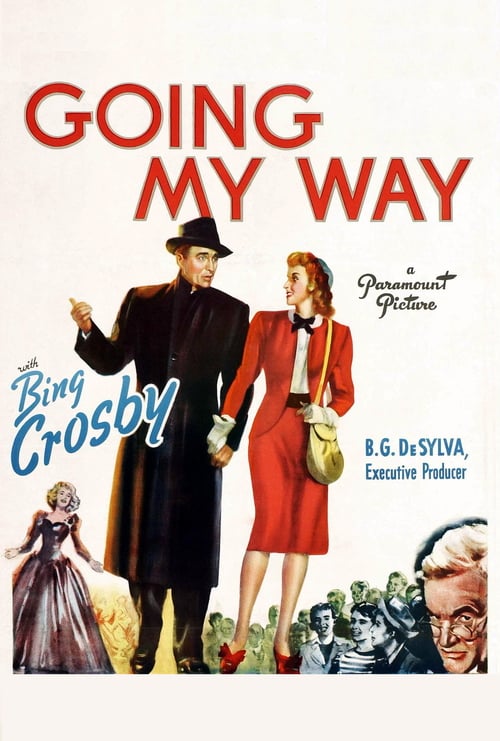 GOING
MY WAY
a
Paramount
Picture
with
Bing
Crosby
B.G. DeSYLVA,
Executive Producer